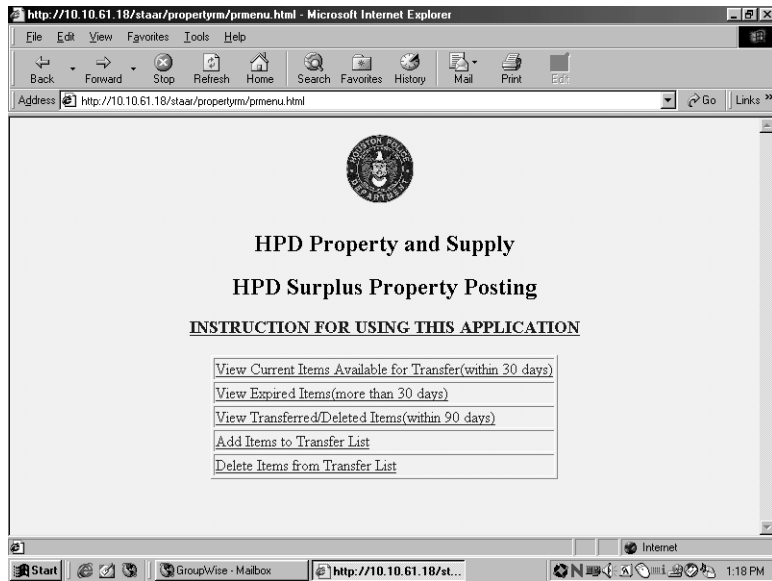 http://10.10.61.18/staar/propertyrm/prmenu.html - Microsoft Internet Explorer
File Edit View Favorites Tools Help
Back Forward Stop Refresh Home Search Favorites History Mail Print Edit
Address http://10.10.61.18/staar/propertyrm/prmenu.html Go Links »
HOUSTON POLICE
DEPARTMENT
HPD Property and Supply
HPD Surplus Property Posting
INSTRUCTION FOR USING THIS APPLICATION
View Current Items Available for Transfer(within 30 days)
View Expired Items(more than 30 days)
View Transferred/Deleted Items(within 90 days)
Add Items to Transfer List
Delete Items from Transfer List
Internet
Start GroupWise - Mailbox http://10.10.61.18/st... 1:18 PM